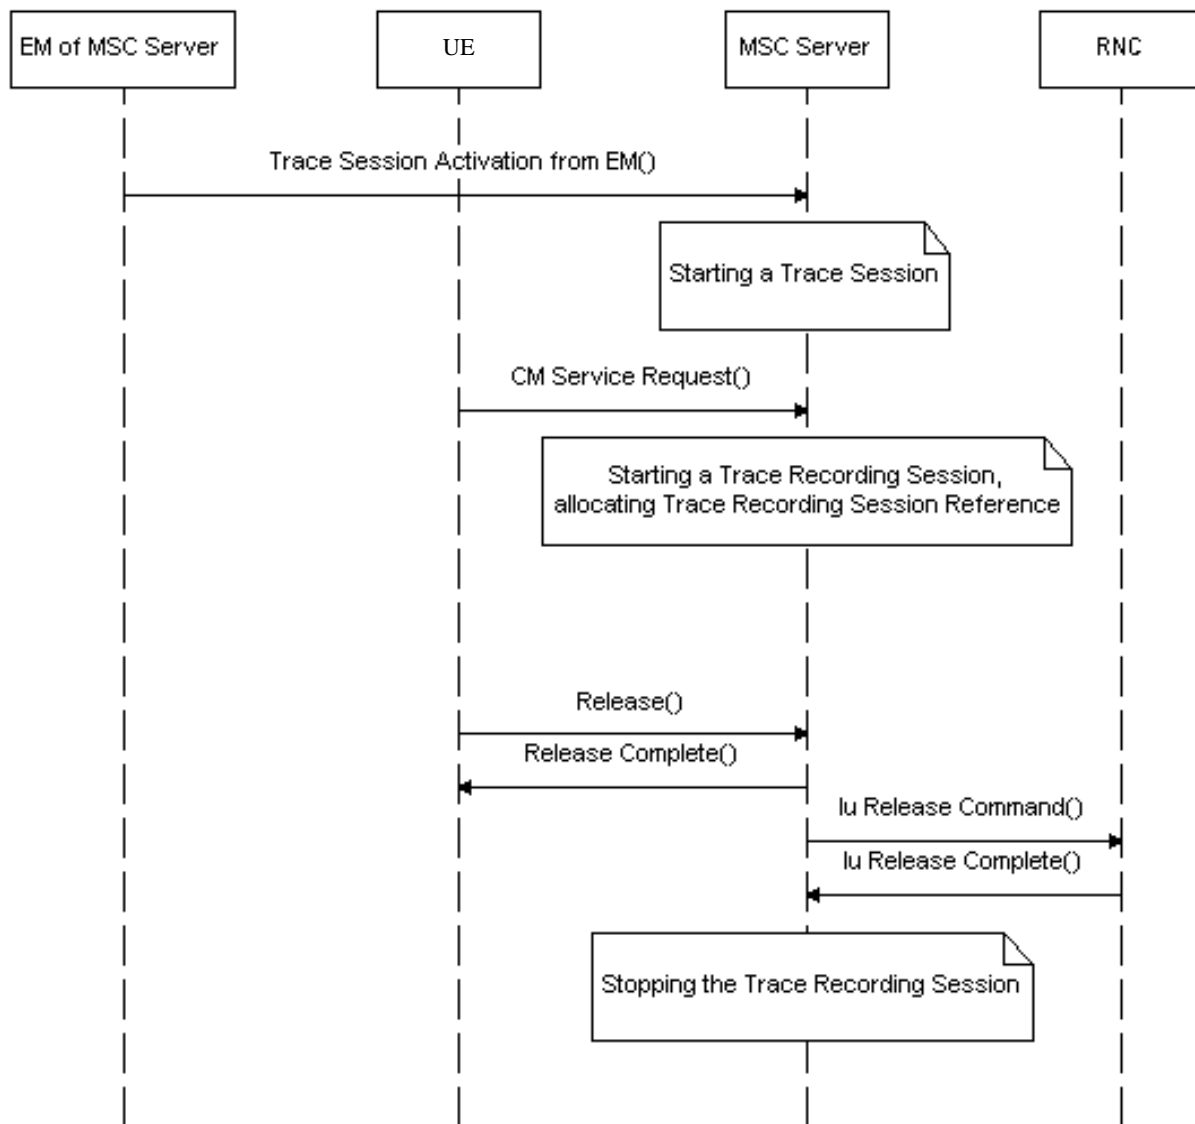 EM of MSC Server
UE
MSC Server
RNC
Trace Session Activation from EM()
Starting a Trace Session
CM Service Request()
Starting a Trace Recording Session,
allocating Trace Recording Session Reference
Release()
Release Complete()
Iu Release Command()
Iu Release Complete()
Stopping the Trace Recording Session